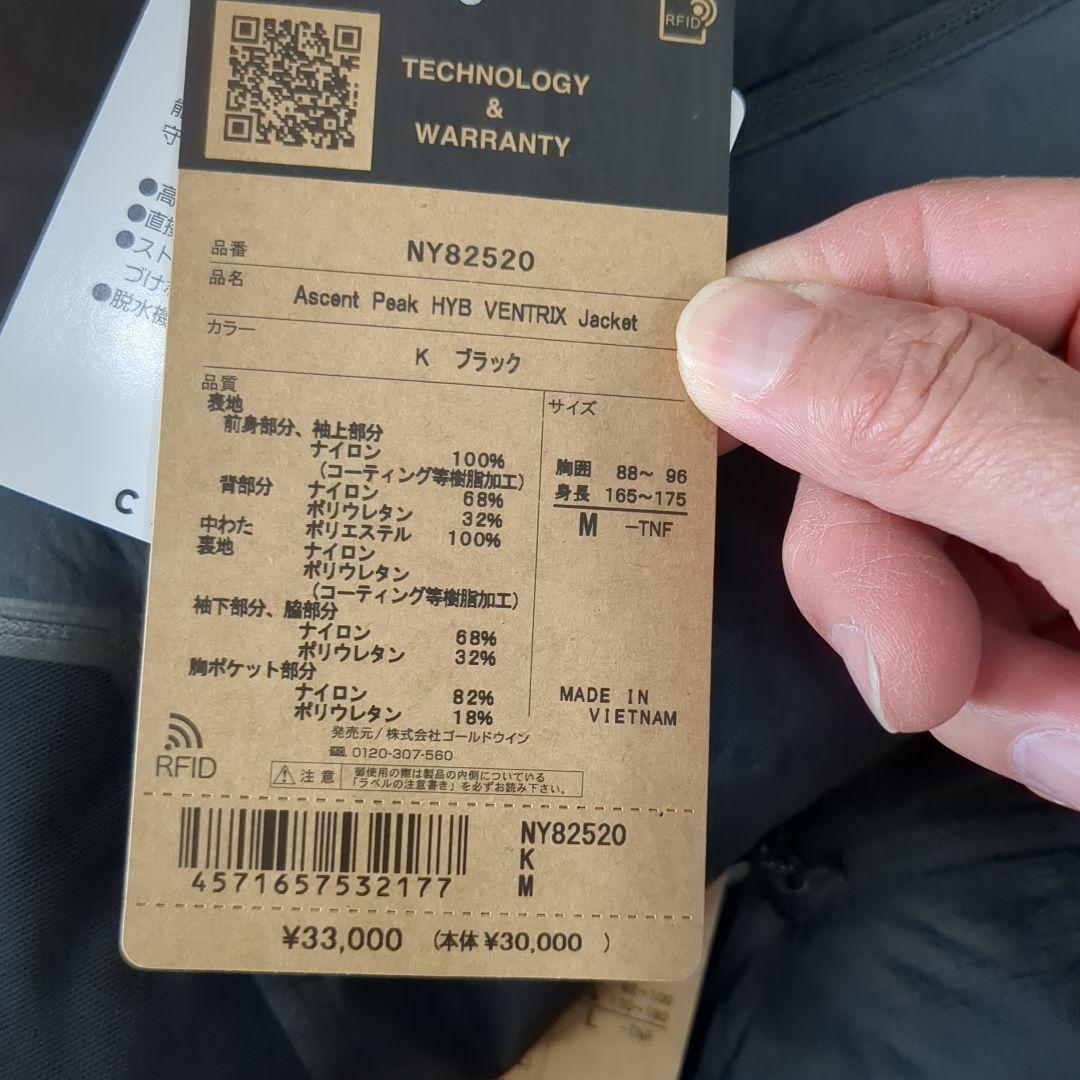 RFID
TECHNOLOGY
&
WARRANTY
品番 NY82520
品名
Ascent Peak HYB VENTRIX Jacket
カラー
K ブラック
品質
表地
前身部分、袖上部分
ナイロン 100%
(コーティング等樹脂加工)
背部分 ナイロン 68%
ポリウレタン 32%
中わた ポリエステル 100%
裏地 ナイロン
ポリウレタン
(コーティング等樹脂加工)
袖下部分、脇部分
ナイロン 68%
ポリウレタン 32%
胸ポケット部分
ナイロン 82%
ポリウレタン 18%
サイズ
胸囲 88～ 96
身長 165～175
M -TNF
MADE IN
VIETNAM
発売元/株式会社ゴールドウイン
0120-307-560
RFID
注意
御使用の際は製品の内側についている
「ラベルの注意書き」を必ずお読み下さい。
4571657532177
NY82520
K
M
¥33,000 (本体 ¥30,000 )
守
●高
●直接
●スト
づけ
●脱水機
C